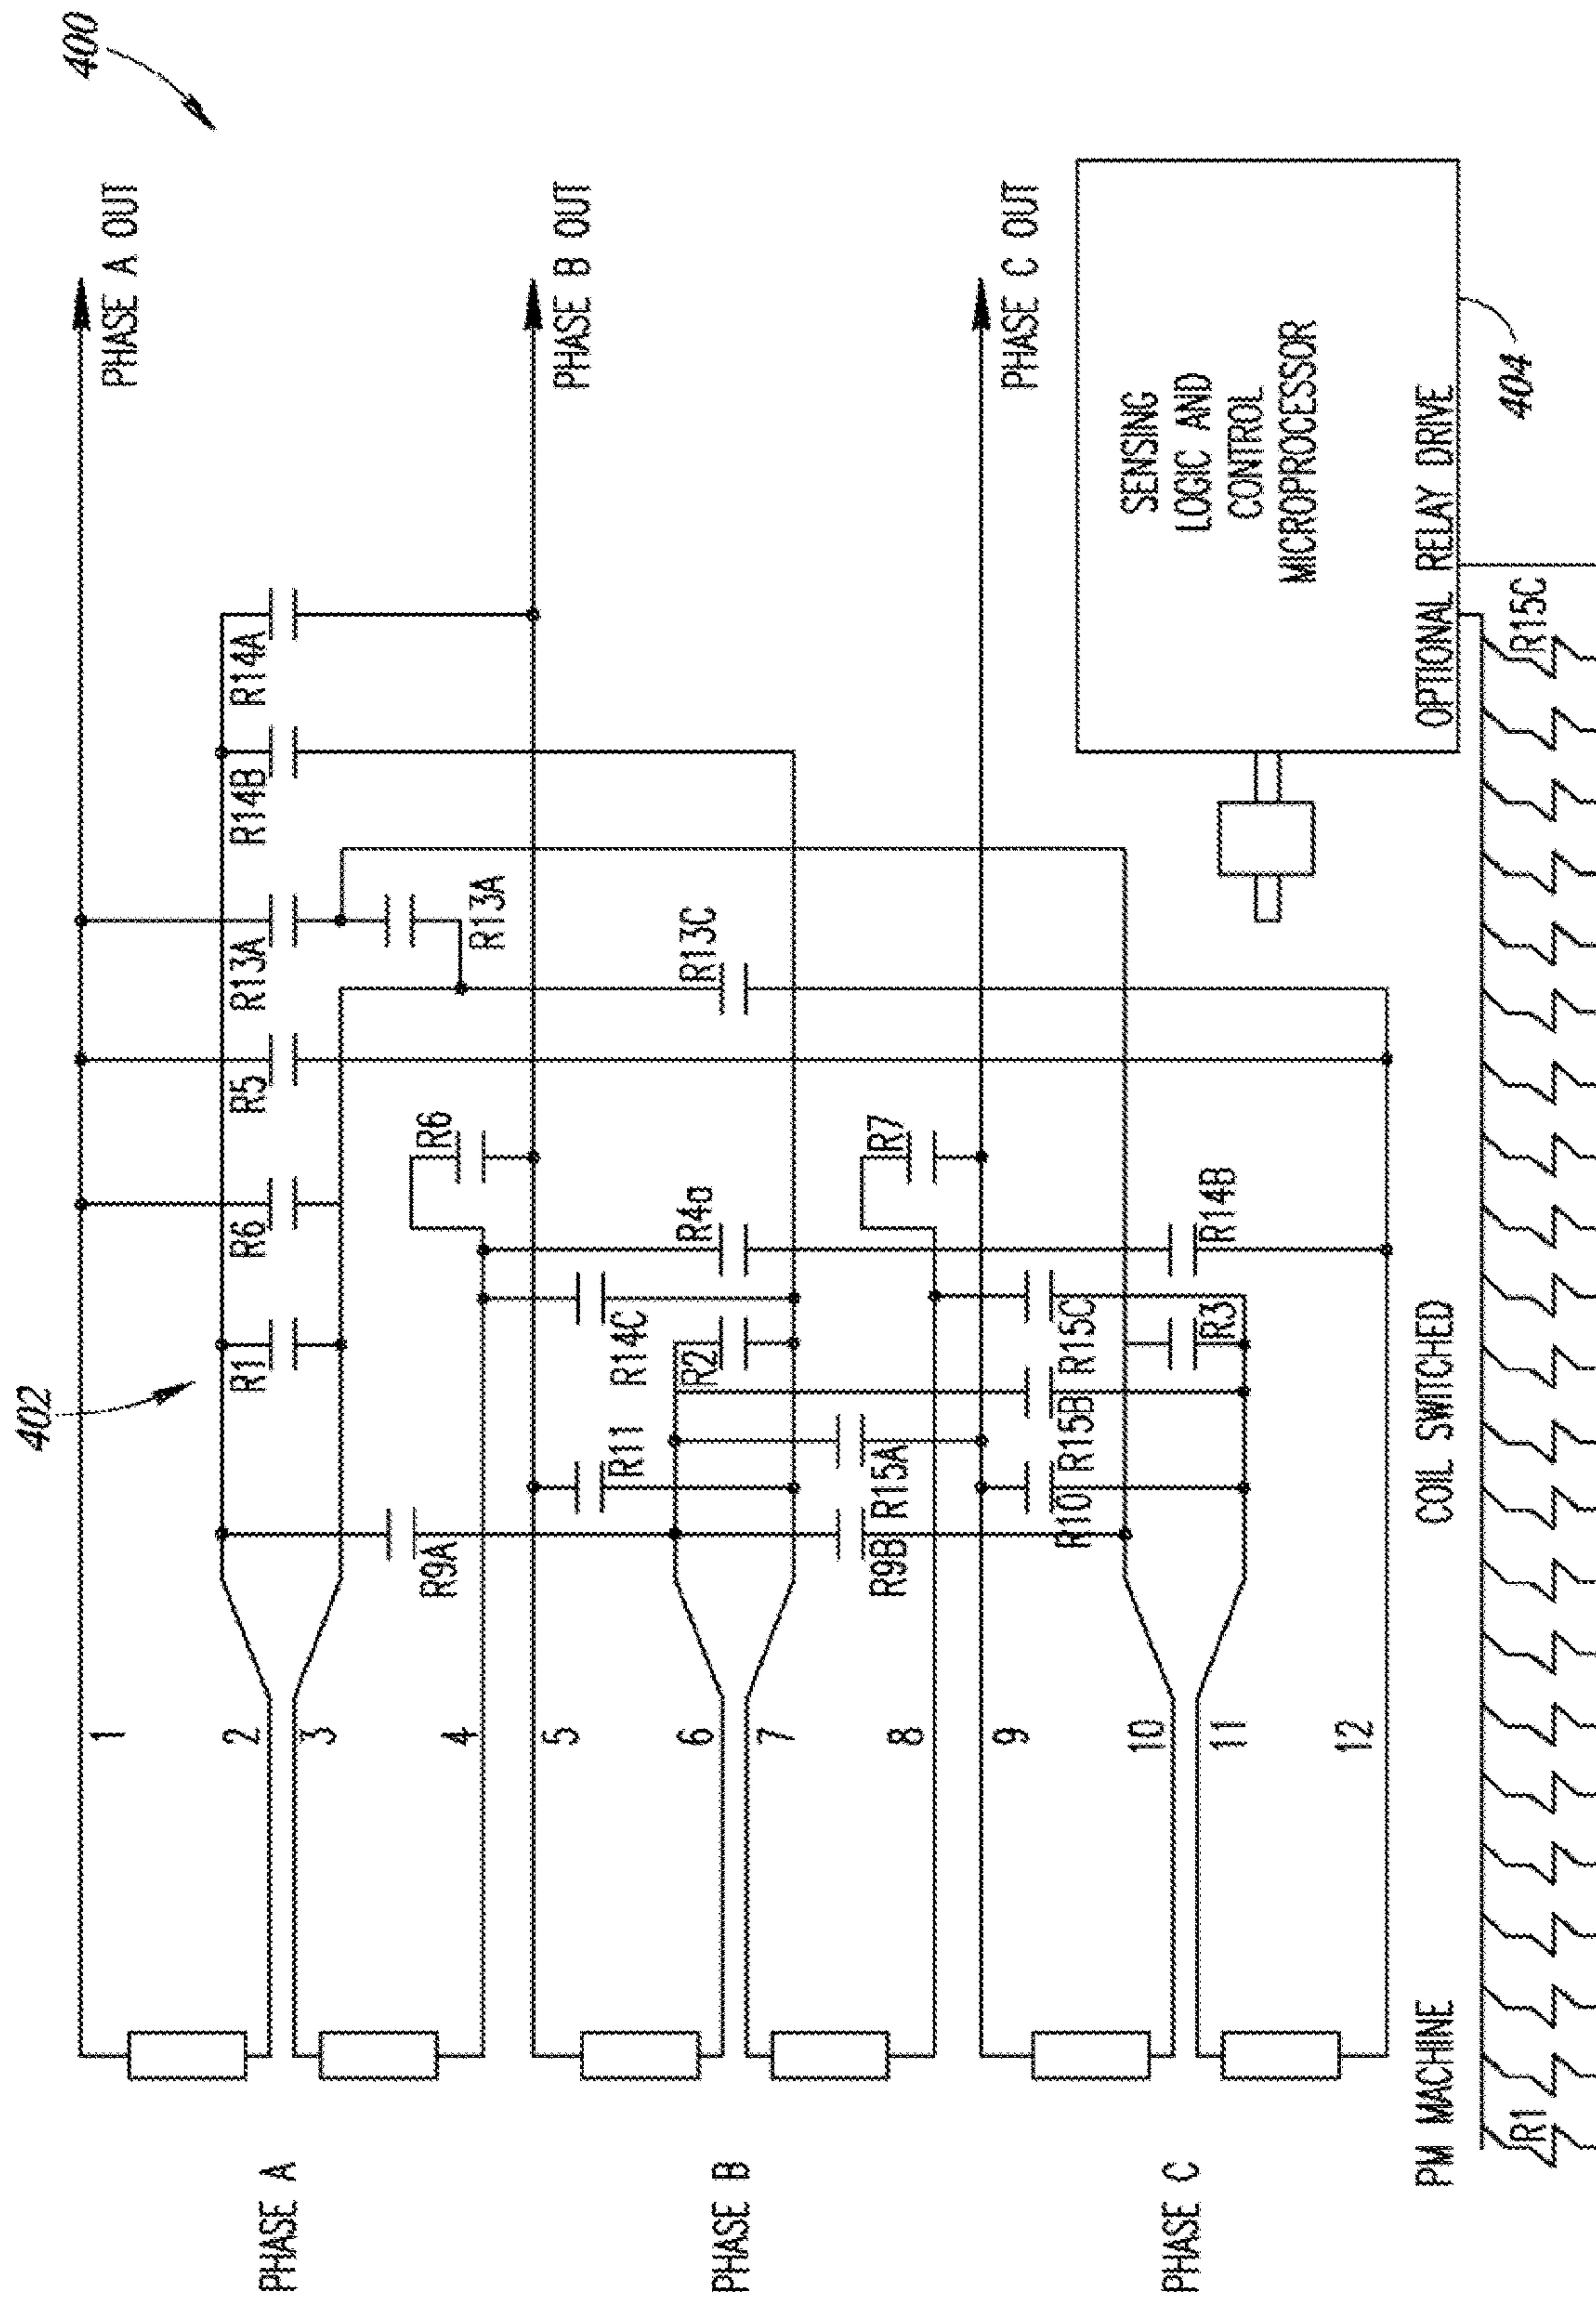 400
402
PHASE A OUT
R1
R6
R5
R13A
R14B
R14A
1
2
3
4
PHASE A
R9A
R6
R13A
PHASE B OUT
R11
R14C
R2
R4a
R13C
5
6
7
8
PHASE B
R9B
R15A
R7
PHASE C OUT
R10
R15B
R15C
R3
R14B
9
10
11
12
PHASE C
SENSING
LOGIC AND
CONTROL
MICROPROCESSOR
PM MACHINE
COIL SWITCHED
OPTIONAL RELAY DRIVE
R1
R15C
404